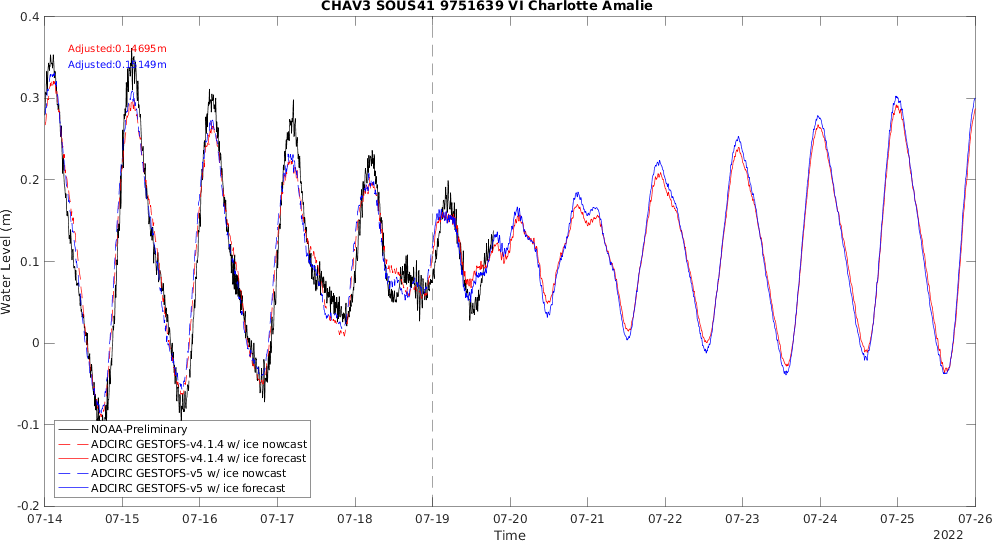 CHAV3 SOUS41 9751639 VI Charlotte Amalie
Adjusted:0.14695m
0.4
0.3
0.2
0.1
0
-0.1
-0.2
Water Level (m)
NOAA-Preliminary
ADCIRC GESTOFS-v4.1.4 w/ ice nowcast
ADCIRC GESTOFS-v4.1.4 w/ ice forecast
ADCIRC GESTOFS-v5 w/ ice nowcast
ADCIRC GESTOFS-v5 w/ ice forecast
07-14 07-15 07-16 07-17 07-18 07-19 07-20 07-21 07-22 07-23 07-24 07-25 07-26
Time
2022